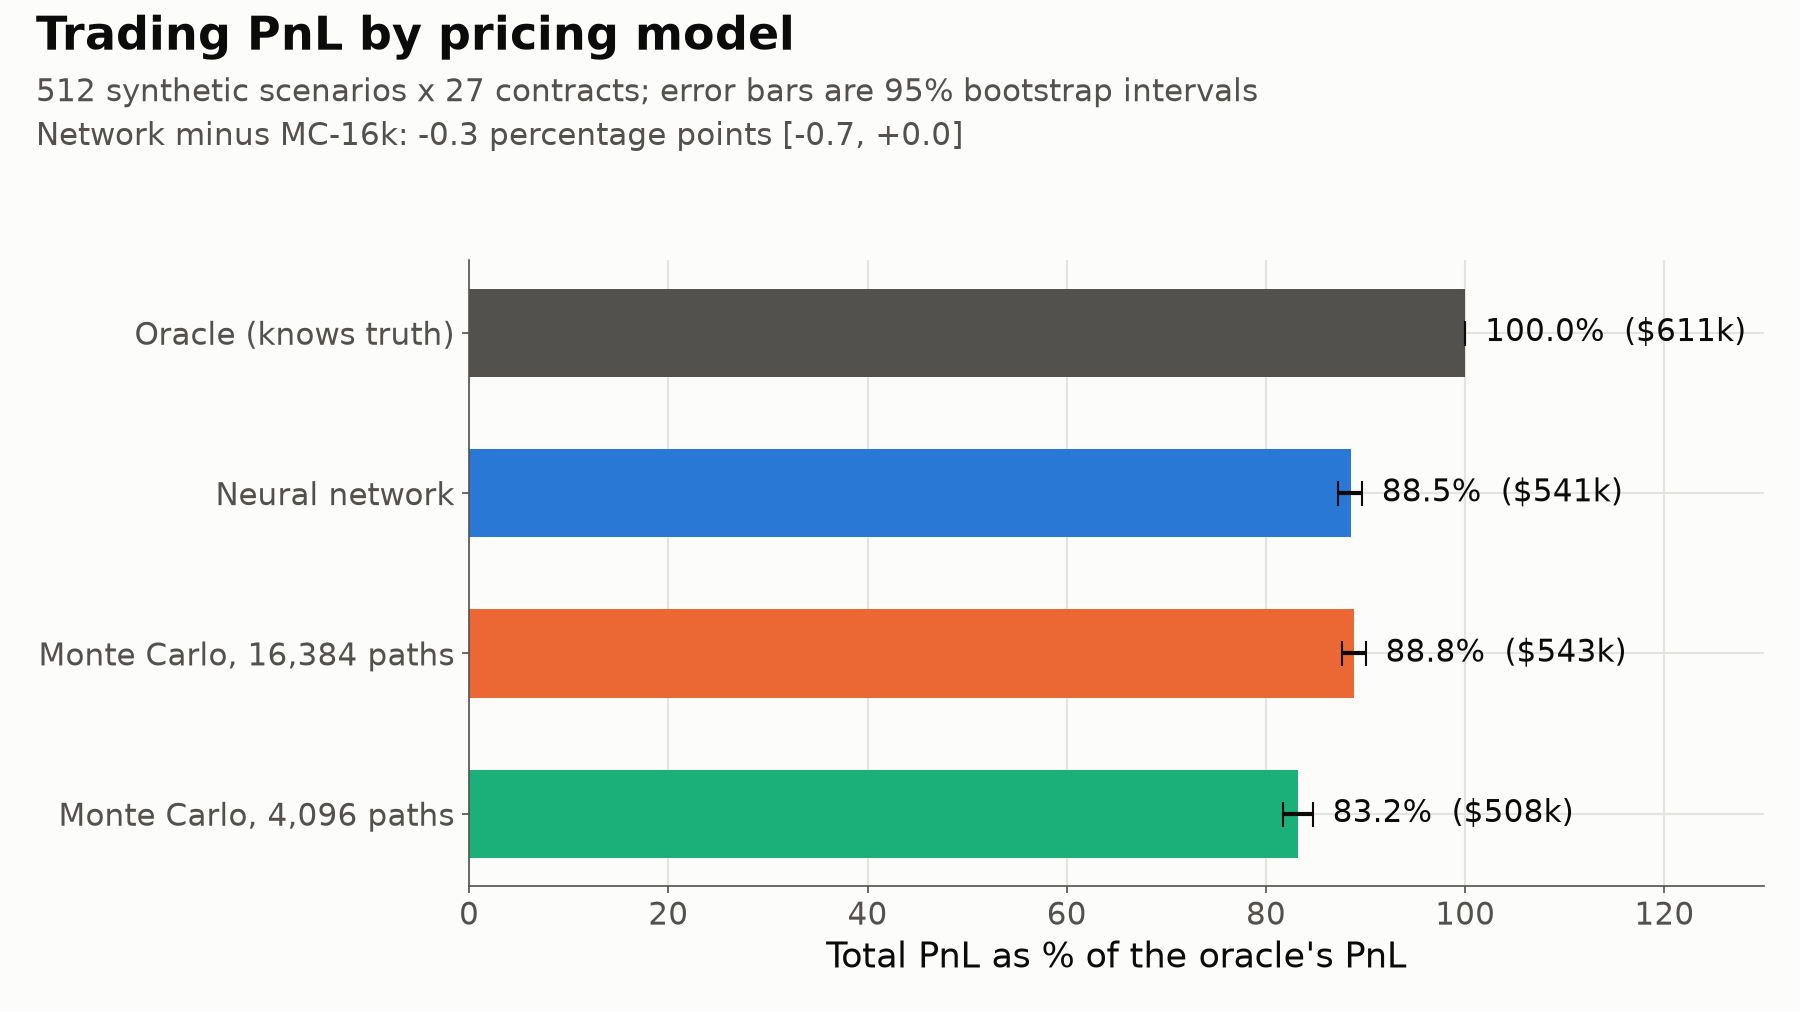 Trading PnL by pricing model
512 synthetic scenarios x 27 contracts; error bars are 95% bootstrap intervals
Network minus MC-16k: -0.3 percentage points [-0.7, +0.0]
Oracle (knows truth)
100.0% ($611k)
Neural network
88.5% ($541k)
Monte Carlo, 16,384 paths
88.8% ($543k)
Monte Carlo, 4,096 paths
83.2% ($508k)
0 20 40 60 80 100 120
Total PnL as % of the oracle's PnL